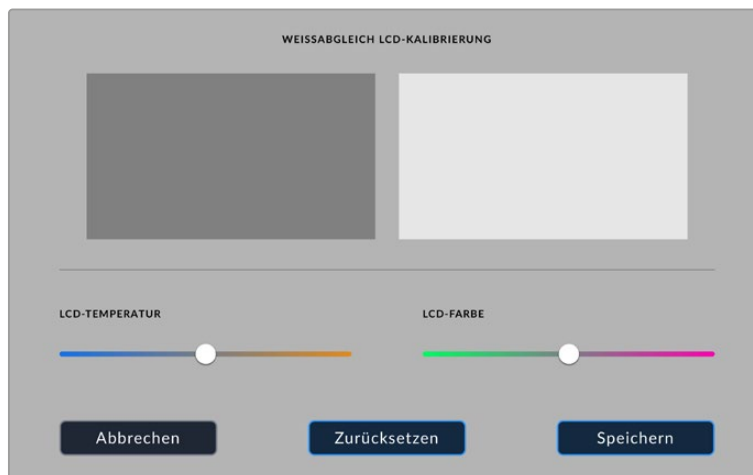 WEISSABGLEICH LCD-KALIBRIERUNG
LCD-TEMPERATUR
LCD-FARBE
Abbrechen
Zurücksetzen
Speichern